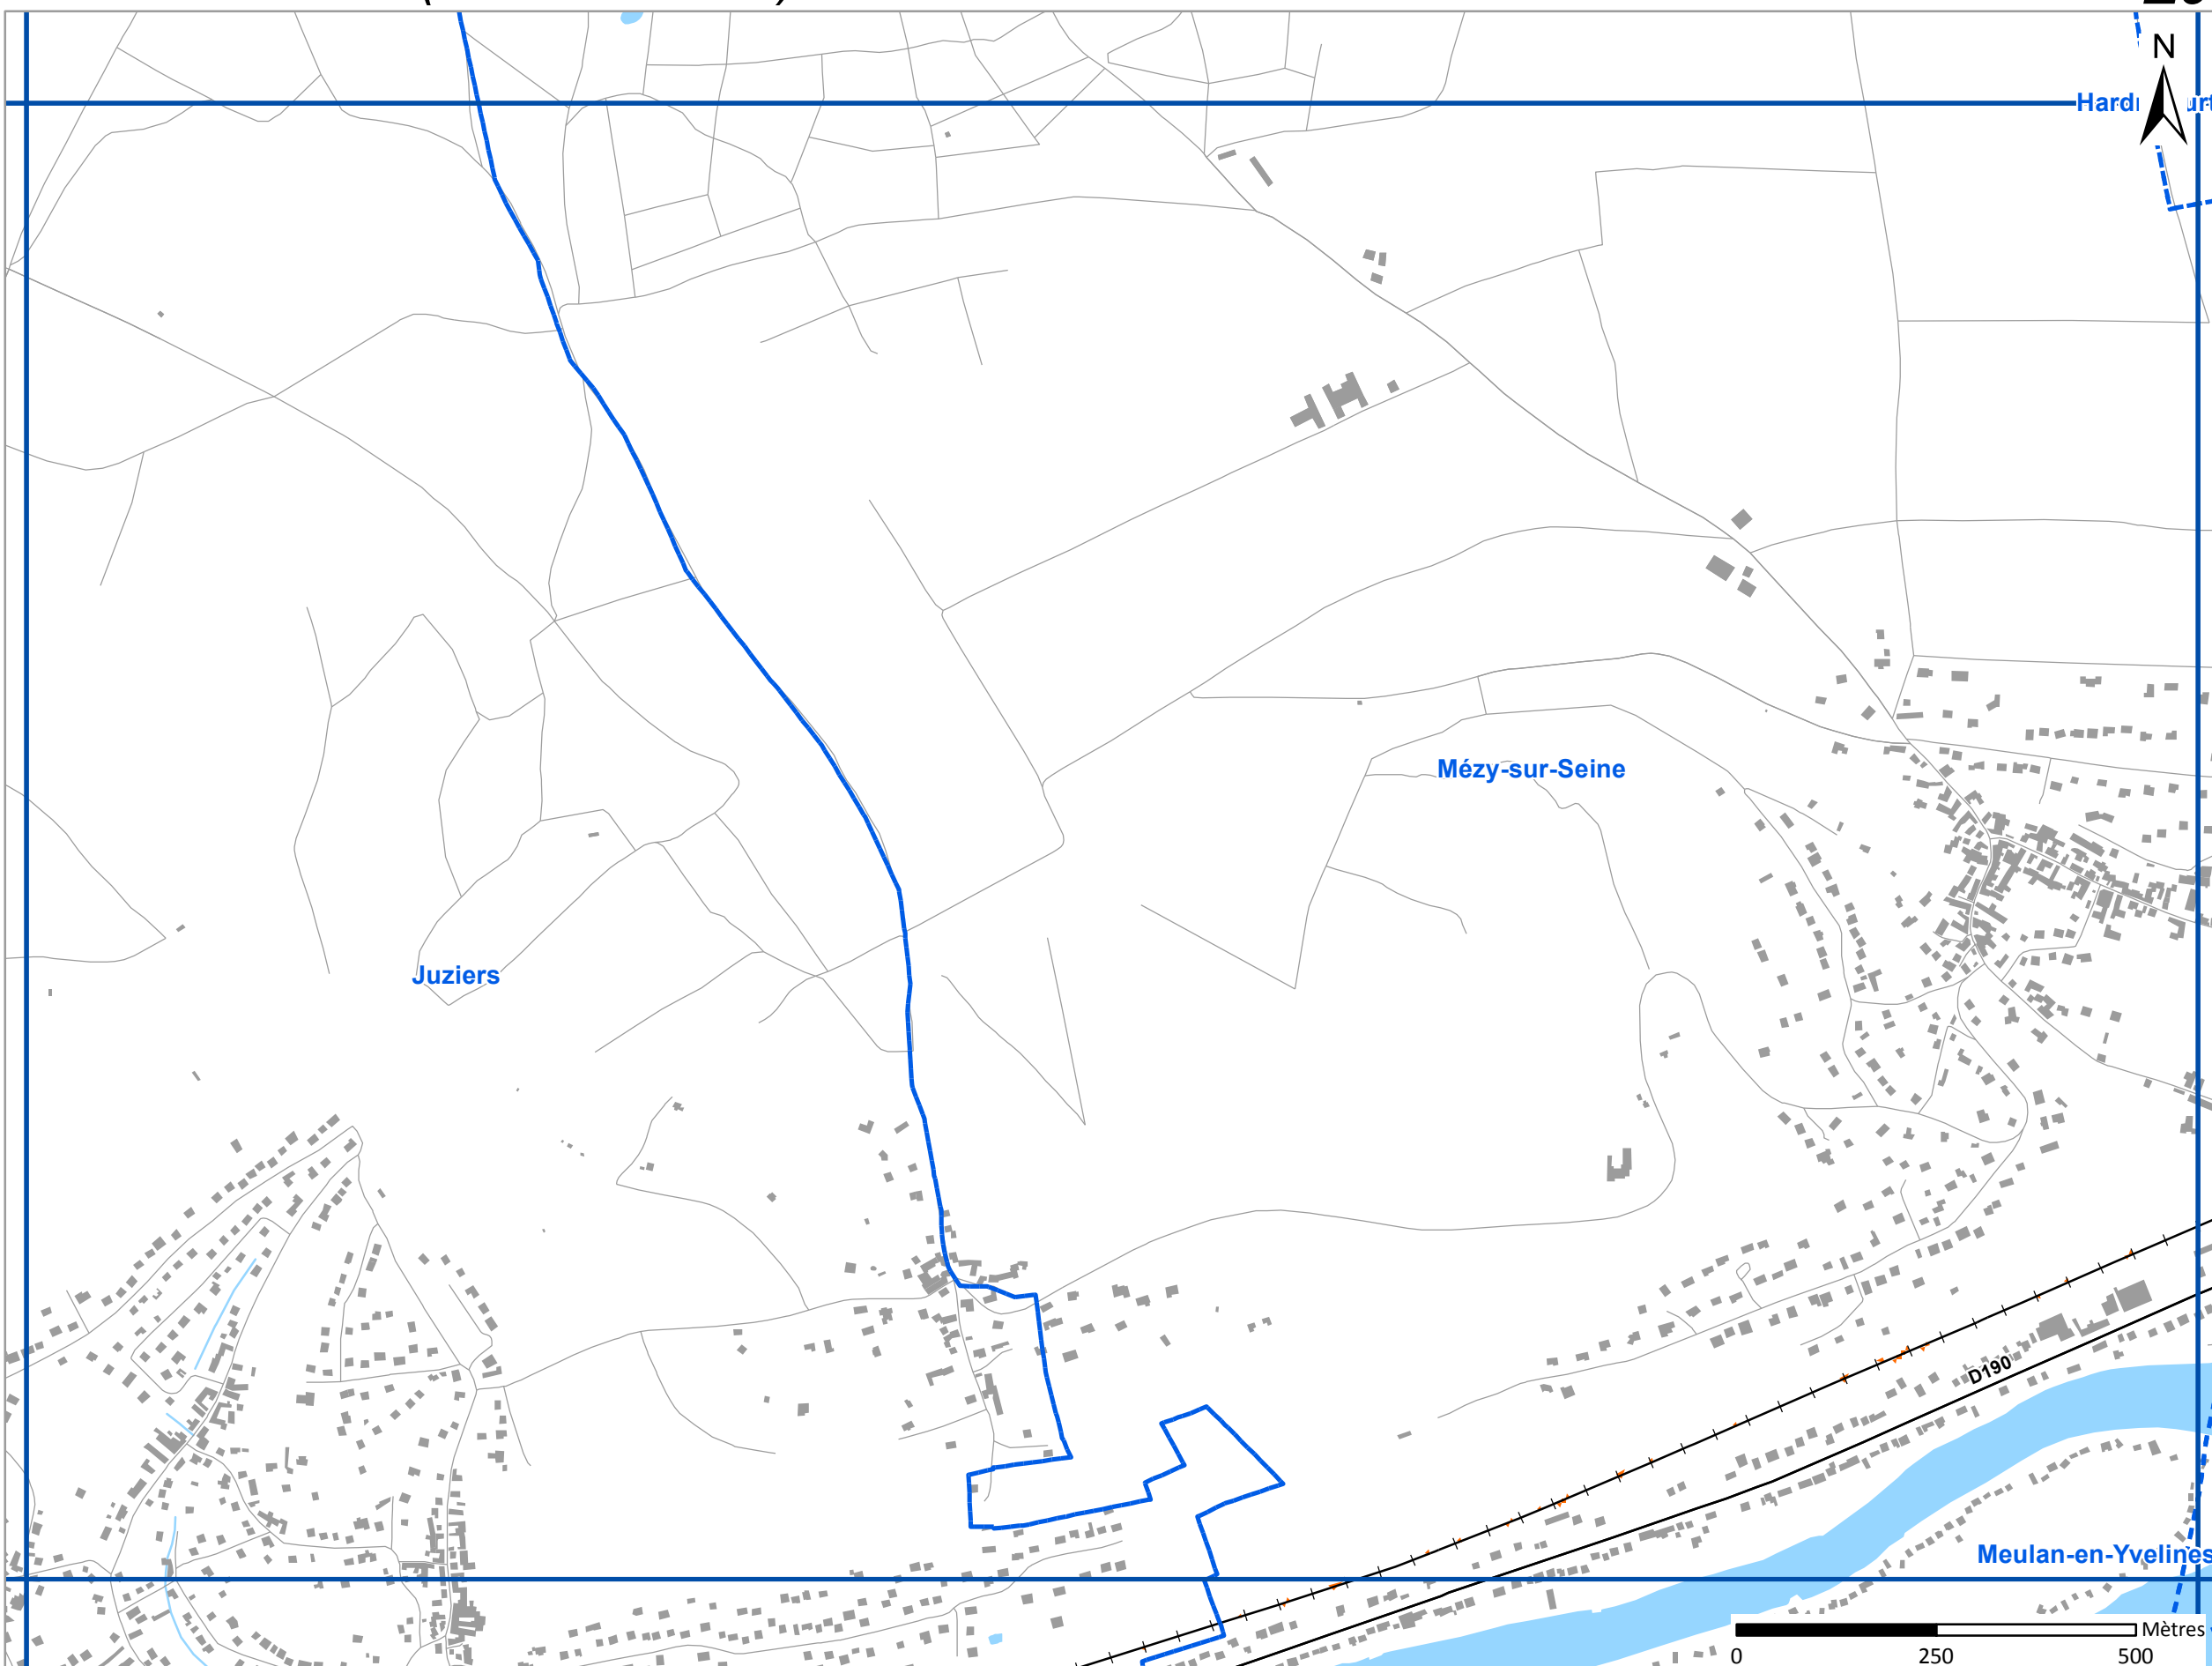 N
Mézy-sur-Seine
Juziers
D190
Meulan-en-Yvelines
Mètres
0 250 500